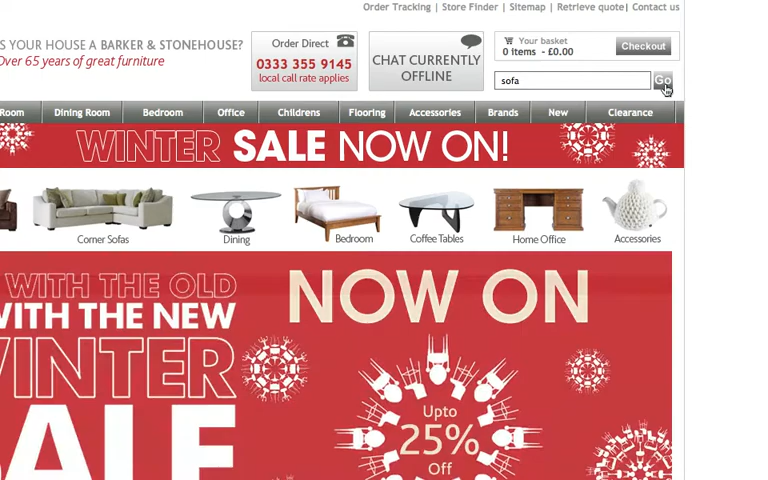 Order Tracking | Store Finder | Sitemap | Retrieve quote | Contact us
S YOUR HOUSE A BARKER & STONEHOUSE?
Over 65 years of great furniture
Order Direct
0333 355 9145
local call rate applies
CHAT CURRENTLY
OFFLINE
Your basket
0 items - £0.00
Checkout
sofa
Go
Room
Dining Room
Bedroom
Office
Childrens
Flooring
Accessories
Brands
New
Clearance
WINTER SALE NOW ON!
Corner Sofas
Dining
Bedroom
Coffee Tables
Home Office
Accessories
WITH THE OLD
WITH THE NEW
WINTER
SALE
NOW ON
Upto
25%
Off